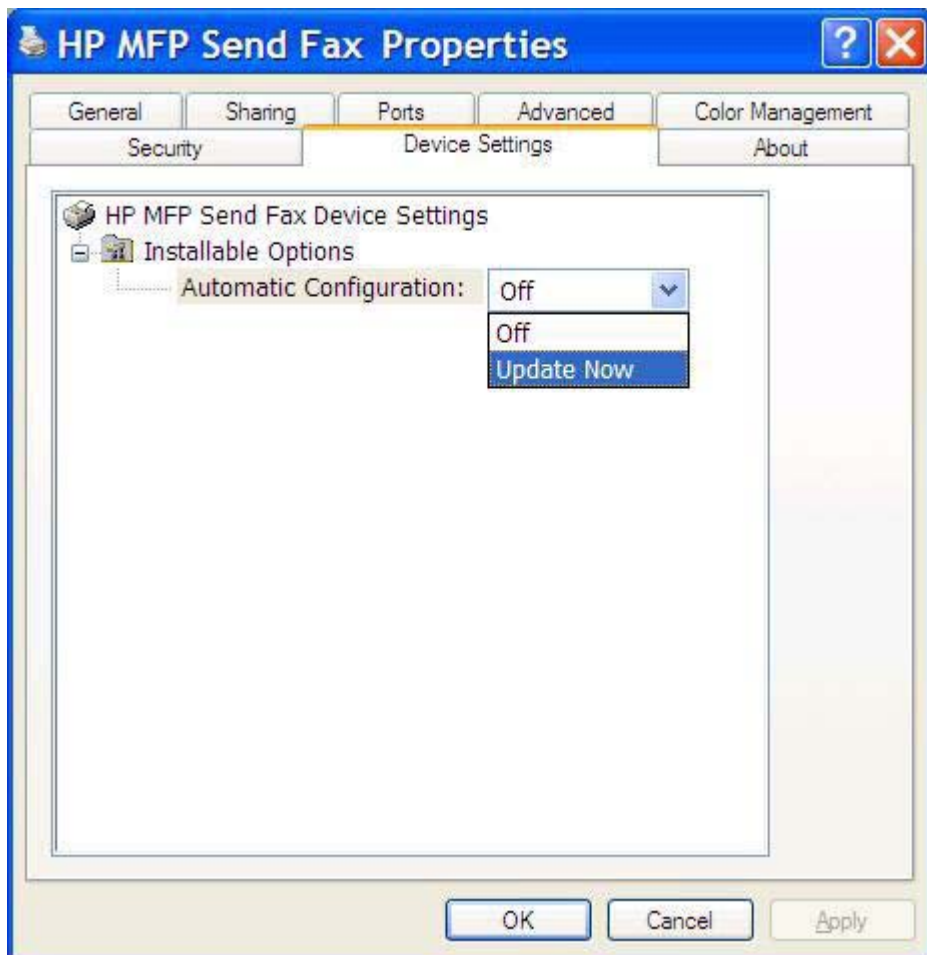 HP MFP Send Fax Properties
General Sharing Ports Advanced Color Management
Security Device Settings About
HP MFP Send Fax Device Settings
Installable Options
Automatic Configuration: Off
Off
Update Now
OK Cancel Apply